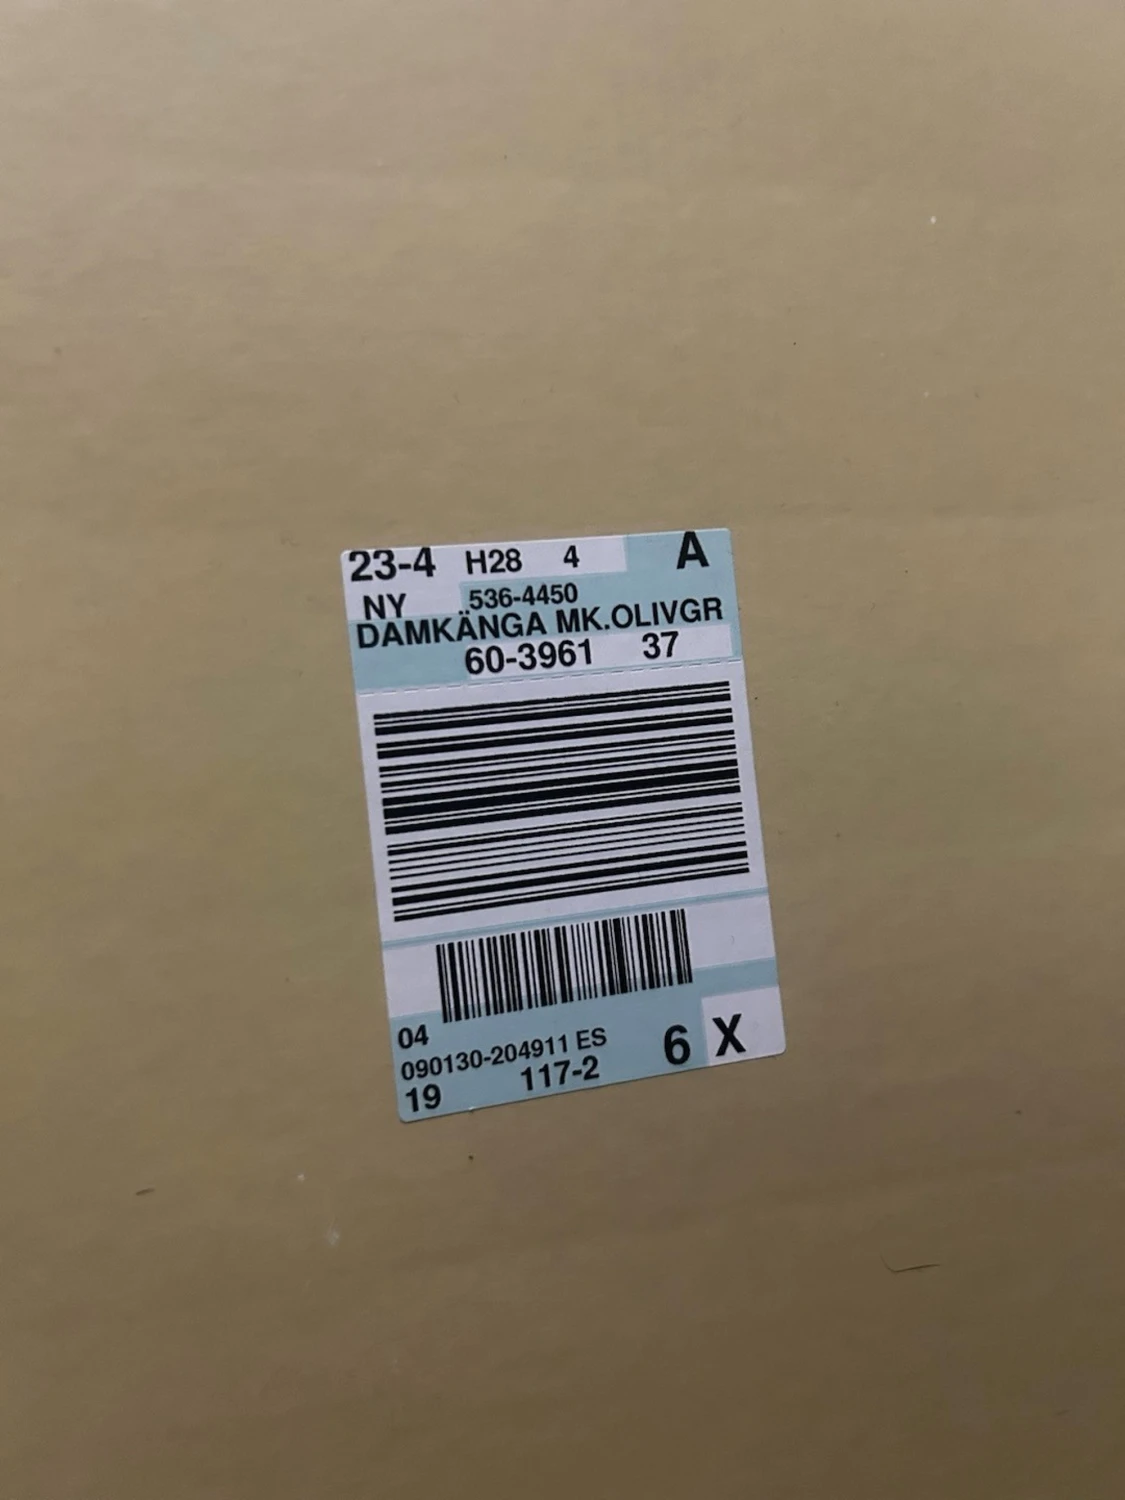 23-4 H28 4 A
NY 536-4450
DAMKÄNGA MK.OLIVGR
60-3961 37
04
090130-204911 ES 6 X
19 117-2